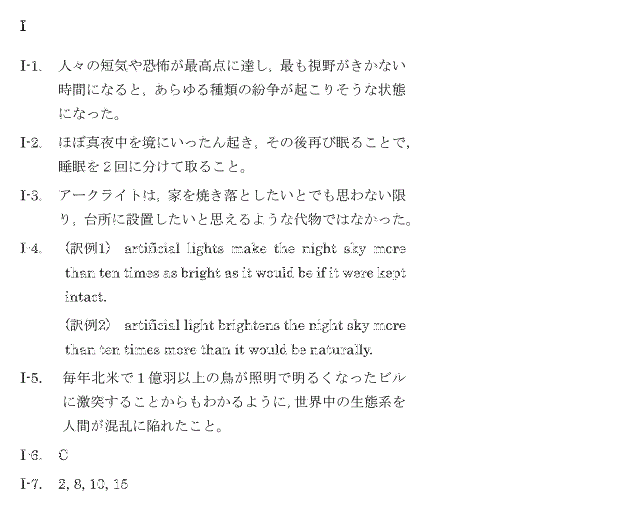 I
I-1. 人々の短気や恐怖が最高点に達し，最も視野がきかない
時間になると，あらゆる種類の紛争が起こりそうな状態
になった。
I-2. ほぼ真夜中を境にいったん起き，その後再び眠ることで，
睡眠を２回に分けて取ること。
I-3. アークライトは，家を焼き落としたいとでも思わない限
り，台所に設置したいと思えるような代物ではなかった。
I-4. （訳例1） artificial lights make the night sky more
than ten times as bright as it would be if it were kept
intact.
（訳例2） artificial light brightens the night sky more
than ten times more than it would be naturally.
I-5. 毎年北米で１億羽以上の鳥が照明で明るくなったビル
に激突することからもわかるように，世界中の生態系を
人間が混乱に陥れたこと。
I-6. C
I-7. 2, 8, 10, 15